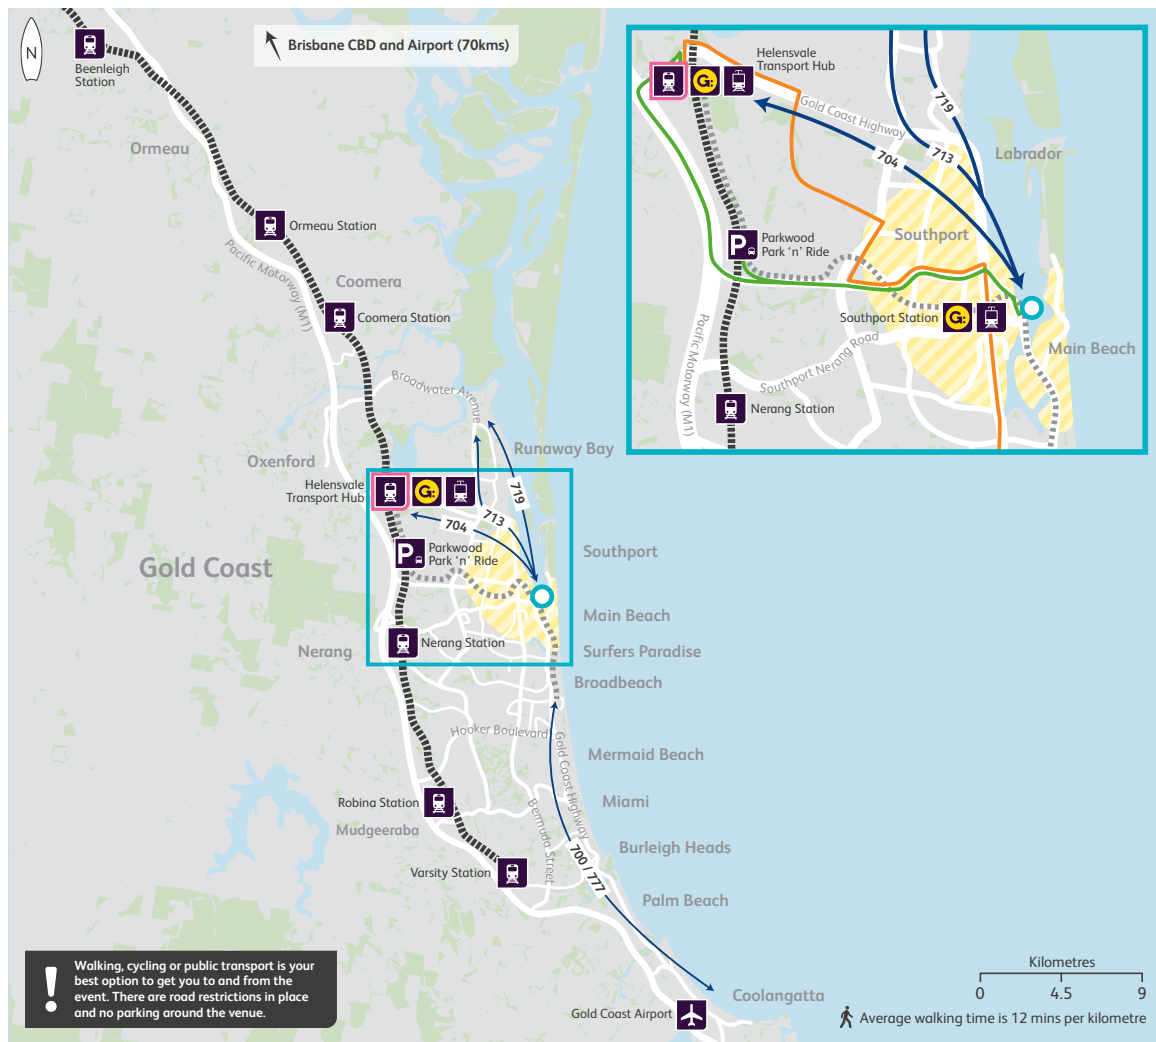 N
Brisbane CBD and Airport (70kms)
Beenleigh
Station
Ormeau
Ormeau Station
Pacific Motorway (M1)
Coomera
Coomera Station
Broadwater Avenue
Runaway Bay
Oxenford
Helensvale
Transport Hub
G:
719
713
704
Parkwood
Park ‘n’ Ride
P
Gold Coast
Southport
Main Beach
Nerang Station
Nerang
Surfers Paradise
Broadbeach
Hooker Boulevard
Gold Coast Highway
Mermaid Beach
Robina Station
Miami
Mudgeeraba
Bermuda Street
Burleigh Heads
700 / 777
Varsity Station
Palm Beach
Coolangatta
Gold Coast Airport
Helensvale
Transport Hub
G:
Gold Coast Highway
719
713
704
Labrador
P
Parkwood
Park ‘n’ Ride
Southport
Southport Station
G:
Main Beach
Pacific Motorway (M1)
Southport Nerang Road
Nerang Station
!
Walking, cycling or public transport is your
best option to get you to and from the
event. There are road restrictions in place
and no parking around the venue.
Kilometres
0 4.5 9
Average walking time is 12 mins per kilometre